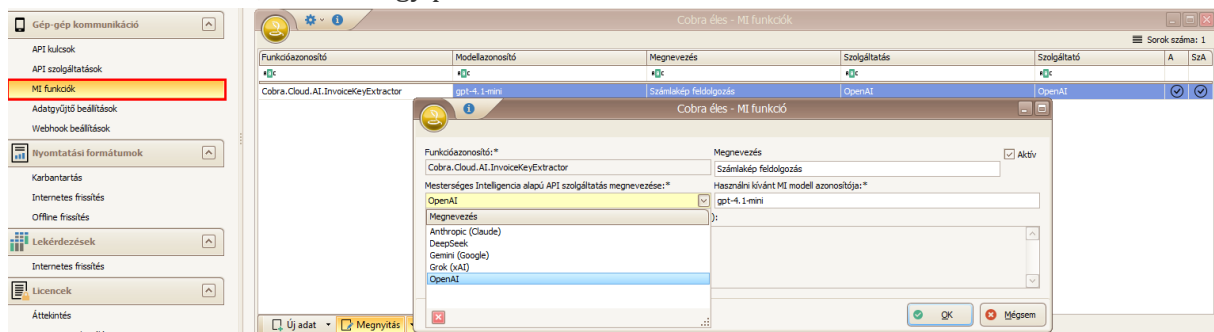 Gép-gép kommunikáció
API kulcsok
API szolgáltatások
MI funkciók
Adatgyűjtő beállítások
Webhook beállítások
Nyomtatási formátumok
Karbantartás
Internetes frissítés
Offline frissítés
Lekérdezések
Internetes frissítés
Licencek
Áttekintés
Cobra éles - MI funkciók
Sorok száma: 1
Funkcióazonosító Modellazonosító Megnevezés Szolgáltatás Szolgáltató A SzA
Cobra.Cloud.AI.InvoiceKeyExtractor gpt-4.1-mini Számlakép feldolgozás OpenAI OpenAI
Cobra éles - MI funkció
Funkcióazonosító:* Megnevezés Aktív
Cobra.Cloud.AI.InvoiceKeyExtractor Számlakép feldolgozás
Mesterséges Intelligencia alapú API szolgáltatás megnevezése:* Használni kívánt MI modell azonosítója:*
OpenAI gpt-4.1-mini
Megnevezés ):
Anthropic (Claude)
DeepSeek
Gemini (Google)
Grok (xAI)
OpenAI
OK Mégsem
Új adat Megnyitás